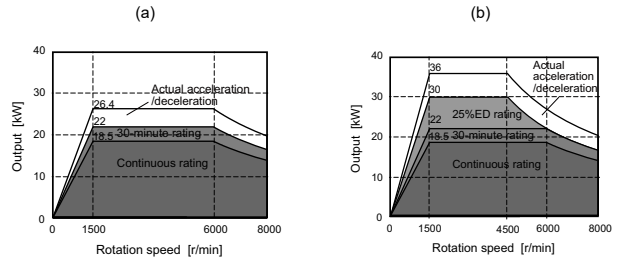 (a)
Output [kW]
40
30
20
10
0
Actual acceleration
/deceleration
26.4
22
30-minute rating
18.5
Continuous rating
0
1500
6000
8000
Rotation speed [r/min]
(b)
Output [kW]
40
30
20
10
0
Actual
acceleration
/deceleration
36
30
25%ED rating
22
30-minute rating
18.5
Continuous rating
0
1500
4500
6000
8000
Rotation speed [r/min]